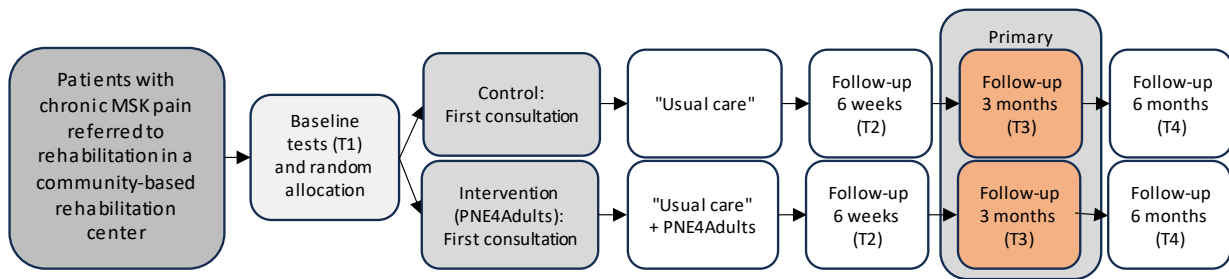 Patients with
chronic MSK pain
referred to
rehabilitation in a
community-based
rehabilitation
center
Baseline
tests (T1)
and random
allocation
Control:
First consultation
"Usual care"
Follow-up
6 weeks
(T2)
Primary
Follow-up
3 months
(T3)
Follow-up
6 months
(T4)
Intervention
(PNE4Adults):
First consultation
"Usual care"
+ PNE4Adults
Follow-up
6 weeks
(T2)
Follow-up
3 months
(T3)
Follow-up
6 months
(T4)